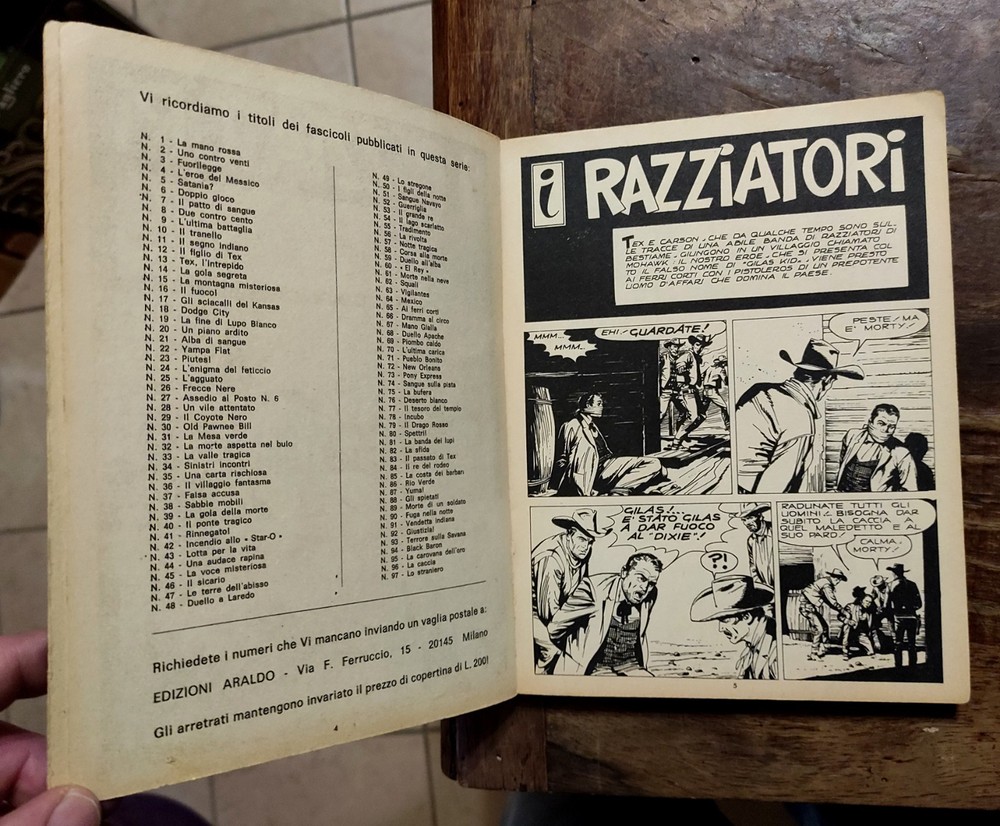 Vi ricordiamo i titoli dei fascicoli pubblicati in questa serie:
N. 1 - La mano rossa
N. 2 - Uno contro venti
N. 3 - Fuorilegge
N. 4 - L'eroe del Messico
N. 5 - Satania?
N. 6 - Doppio gioco
N. 7 - Il patto di sangue
N. 8 - Due contro cento
N. 9 - L'ultima battaglia
N. 10 - Il tranello
N. 11 - Il segno indiano
N. 12 - Il figlio di Tex
N. 13 - Tex, l'intrepido
N. 14 - La gola segreta
N. 15 - La montagna misteriosa
N. 16 - Il fuoco!
N. 17 - Gli sciacalli del Kansas
N. 18 - Dodge City
N. 19 - La fine di Lupo Bianco
N. 20 - Un piano ardito
N. 21 - Alba di sangue
N. 22 - Yampa Flat
N. 23 - Piutes!
N. 24 - L'enigma del feticcio
N. 25 - L'agguato
N. 26 - Frecce Nere
N. 27 - Assedio al Posto N. 6
N. 28 - Un vile attentato
N. 29 - Il Coyote Nero
N. 30 - Old Pawnee Bill
N. 31 - La Mesa verde
N. 32 - La morte aspetta nel buio
N. 33 - La valle tragica
N. 34 - Sinistri incontri
N. 35 - Una carta rischiosa
N. 36 - Il villaggio fantasma
N. 37 - Falsa accusa
N. 38 - Sabbie mobili
N. 39 - La gola della morte
N. 40 - Il ponte tragico
N. 41 - Rinnegato!
N. 42 - Incendio allo « Star-O »
N. 43 - Lotta per la vita
N. 44 - Una audace rapina
N. 45 - La voce misteriosa
N. 46 - Il sicario
N. 47 - Le terre dell'abisso
N. 48 - Duello a Laredo
N. 49 - Lo stregone
N. 50 - I figli della notte
N. 51 - Sangue Navajo
N. 52 - Guerriglia
N. 53 - Il grande re
N. 54 - Il lago scarlatto
N. 55 - Tradimento
N. 56 - La rivolta
N. 57 - Notte tragica
N. 58 - Corsa alla morte
N. 59 - Duello all'alba
N. 60 - « El Rey »
N. 61 - Morte nella neve
N. 62 - Squali
N. 63 - Vigilantes
N. 64 - Mexico
N. 65 - Ai ferri corti
N. 66 - Dramma al circo
N. 67 - Mano Gialla
N. 68 - Duello Apache
N. 69 - Piombo caldo
N. 70 - L'ultima carica
N. 71 - Pueblo Bonito
N. 72 - New Orleans
N. 73 - Pony Express
N. 74 - Sangue sulla pista
N. 75 - La bufera
N. 76 - Deserto bianco
N. 77 - Il tesoro del tempio
N. 78 - Incubo
N. 79 - Il Drago Rosso
N. 80 - Spettri!
N. 81 - La banda dei lupi
N. 82 - La sfida
N. 83 - Il passato di Tex
N. 84 - Il re del rodeo
N. 85 - La costa dei barbari
N. 86 - Rio Verde
N. 87 - Yuma!
N. 88 - Gli spietati
N. 89 - Morte di un soldato
N. 90 - Fuga nella notte
N. 91 - Vendetta indiana
N. 92 - Giustizia!
N. 93 - Terrore sulla Savana
N. 94 - Black Baron
N. 95 - La carovana dell'oro
N. 96 - La caccia
N. 97 - Lo straniero
Richiedete i numeri che Vi mancano inviando un vaglia postale a:
EDIZIONI ARALDO - Via F. Ferruccio, 15 - 20145 Milano
Gli arretrati mantengono invariato il prezzo di copertina di L. 200!
4
i RAZZiATORi
TEX E CARSON, CHE DA QUALCHE TEMPO SONO SUL-
LE TRACCE DI UNA ABILE BANDA DI RAZZIATORI DI
BESTIAME, GIUNGONO IN UN VILLAGGIO CHIAMATO
MOHAWK. IL NOSTRO EROE, CHE SI PRESENTA COL
TO IL FALSO NOME DI "GILAS KID", VIENE PRESTO
AI FERRI CORTI CON I PISTOLEROS DI UN PREPOTENTE
UOMO D'AFFARI CHE DOMINA IL PAESE.
MMM...
MMM...
EHI! GUARDATE!
PESTE! MA
E' MORTY!
GILAS!...
E' STATO GILAS
A DAR FUOCO
AL "DIXIE"!
?!
RADUNATE TUTTI GLI
UOMINI! BISOGNA DAR
SUBITO LA CACCIA A
QUEL MALEDETTO E AL
SUO PARD!
CALMA,
MORTY!
5